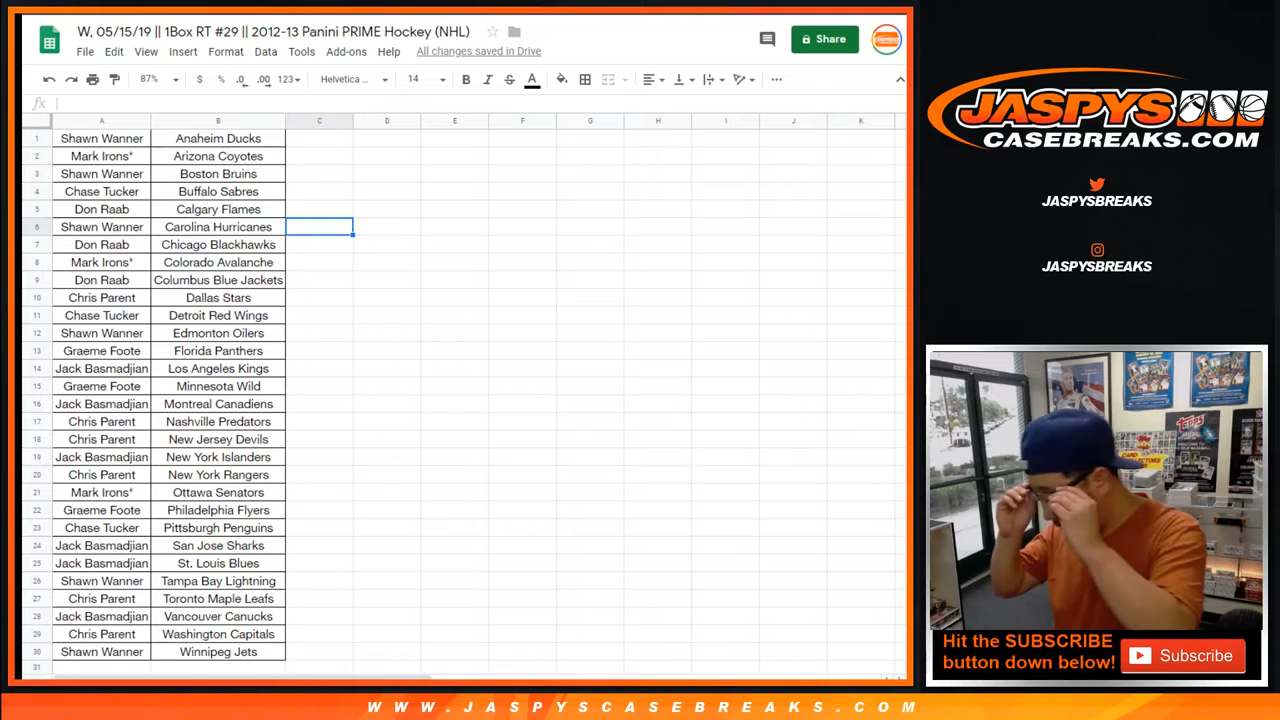 W, 05/15/19 || 1Box RT #29 || 2012-13 Panini PRIME Hockey (NHL)
File Edit View Insert Format Data Tools Add-ons Help All changes saved in Drive
Share
87% $ % .0 .00 123 Helvetica ... 14 B I S A
fx
A B C D E F G H I J K
1 Shawn Wanner Anaheim Ducks
2 Mark Irons* Arizona Coyotes
3 Shawn Wanner Boston Bruins
4 Chase Tucker Buffalo Sabres
5 Don Raab Calgary Flames
6 Shawn Wanner Carolina Hurricanes
7 Don Raab Chicago Blackhawks
8 Mark Irons* Colorado Avalanche
9 Don Raab Columbus Blue Jackets
10 Chris Parent Dallas Stars
11 Chase Tucker Detroit Red Wings
12 Shawn Wanner Edmonton Oilers
13 Graeme Foote Florida Panthers
14 Jack Basmadjian Los Angeles Kings
15 Graeme Foote Minnesota Wild
16 Jack Basmadjian Montreal Canadiens
17 Chris Parent Nashville Predators
18 Chris Parent New Jersey Devils
19 Jack Basmadjian New York Islanders
20 Chris Parent New York Rangers
21 Mark Irons* Ottawa Senators
22 Graeme Foote Philadelphia Flyers
23 Chase Tucker Pittsburgh Penguins
24 Jack Basmadjian San Jose Sharks
25 Jack Basmadjian St. Louis Blues
26 Shawn Wanner Tampa Bay Lightning
27 Chris Parent Toronto Maple Leafs
28 Jack Basmadjian Vancouver Canucks
29 Chris Parent Washington Capitals
30 Shawn Wanner Winnipeg Jets
31
JASPYS
CASEBREAKS.COM
JASPYSBREAKS
JASPYSBREAKS
TOPPS
Hit the SUBSCRIBE
button down below!
Subscribe
WWW.JASPYSCASEBREAKS.COM